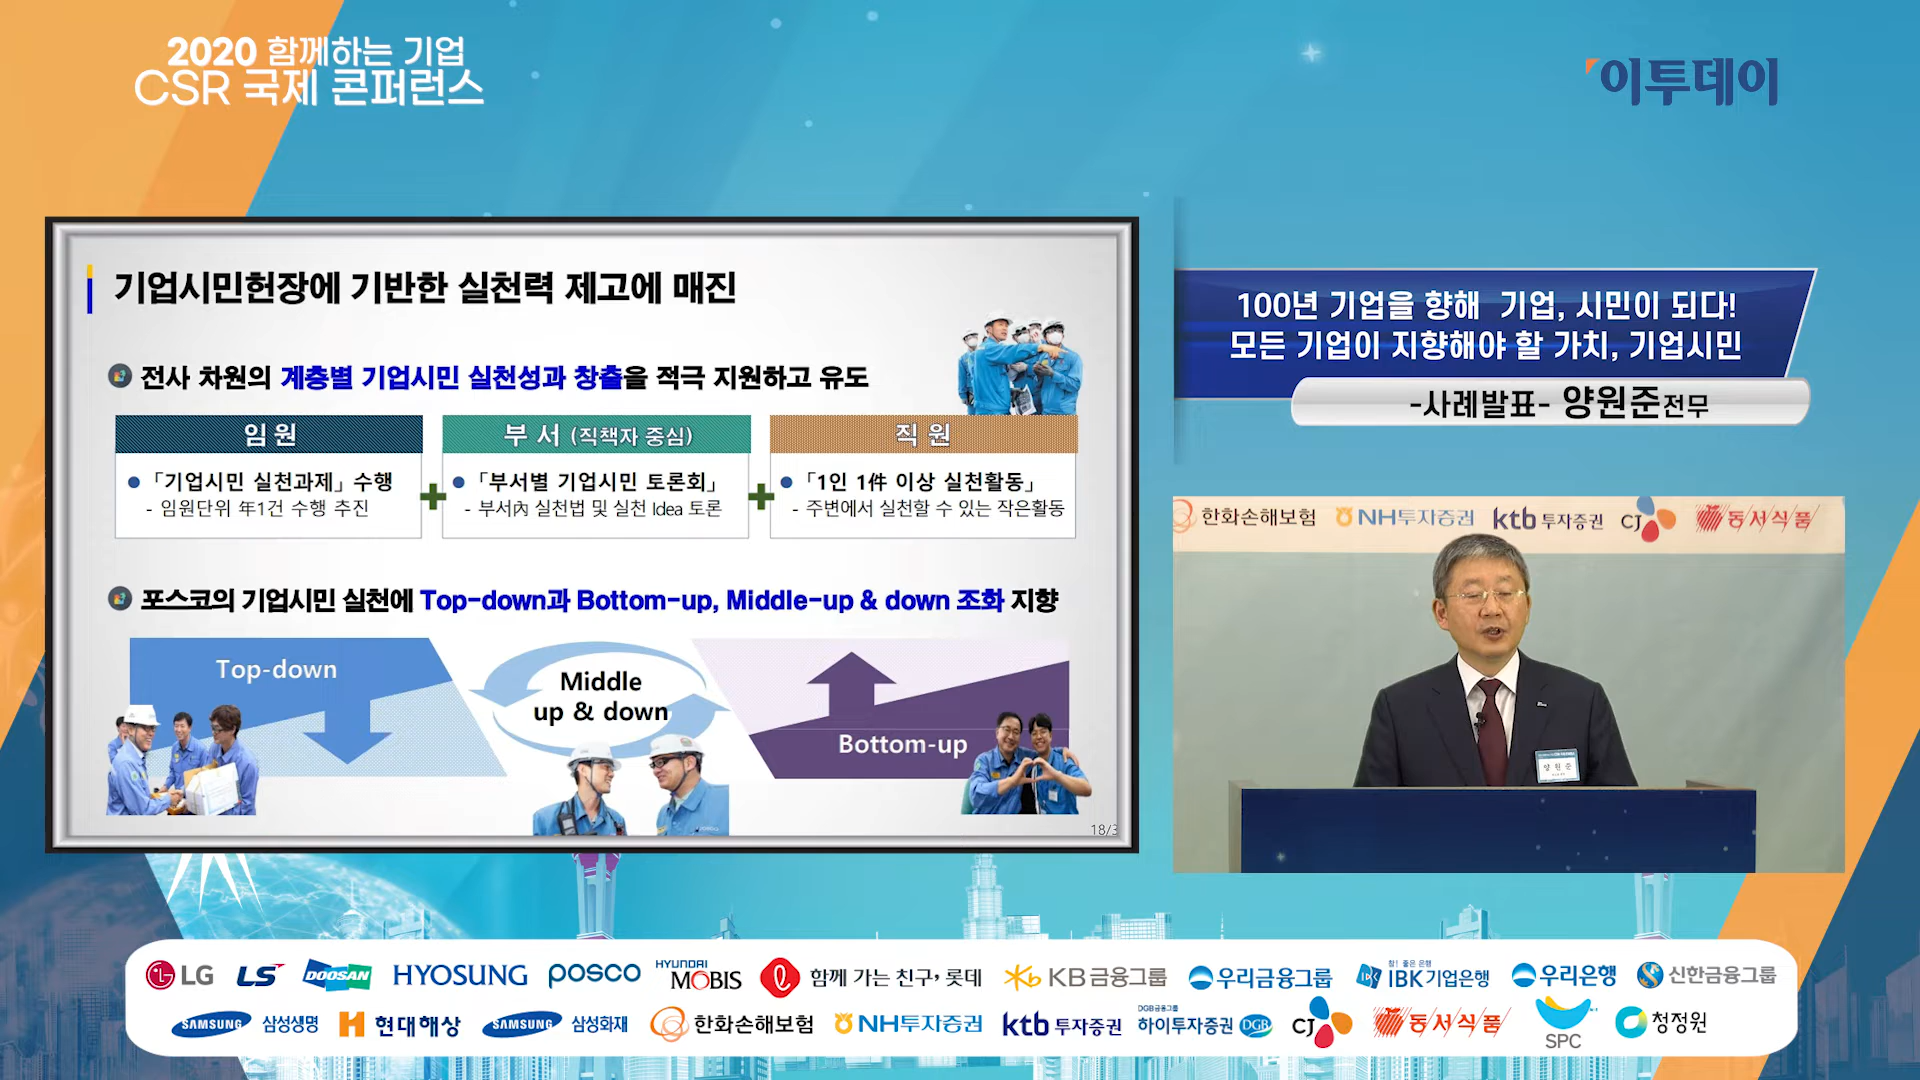 2020 함께하는 기업
CSR 국제 콘퍼런스
이투데이
기업시민헌장에 기반한 실천력 제고에 매진
전사 차원의 계층별 기업시민 실천성과 창출을 적극 지원하고 유도
임 원
「기업시민 실천과제」 수행
- 임원단위 年1건 수행 추진
부 서 (직책자 중심)
「부서별 기업시민 토론회」
- 부서內 실천법 및 실천 Idea 토론
직 원
「1인 1件 이상 실천활동」
- 주변에서 실천할 수 있는 작은활동
포스코의 기업시민 실천에 Top-down과 Bottom-up, Middle-up & down 조화 지향
Top-down
Middle
up & down
Bottom-up
18/3
100년 기업을 향해 기업, 시민이 되다!
모든 기업이 지향해야 할 가치, 기업시민
-사례발표- 양원준전무
한화손해보험 NH투자증권 ktb 투자증권 CJ 동서식품
양 원 준
LG LS DOOSAN HYOSUNG posco HYUNDAI MOBIS 함께 가는 친구, 롯데 KB 금융그룹 우리금융그룹 참! 좋은 은행 IBK기업은행 우리은행 신한금융그룹
SAMSUNG 삼성생명 현대해상 SAMSUNG 삼성화재 한화손해보험 NH투자증권 ktb 투자증권 DGB금융그룹 하이투자증권 DGB CJ 동서식품 SPC 청정원